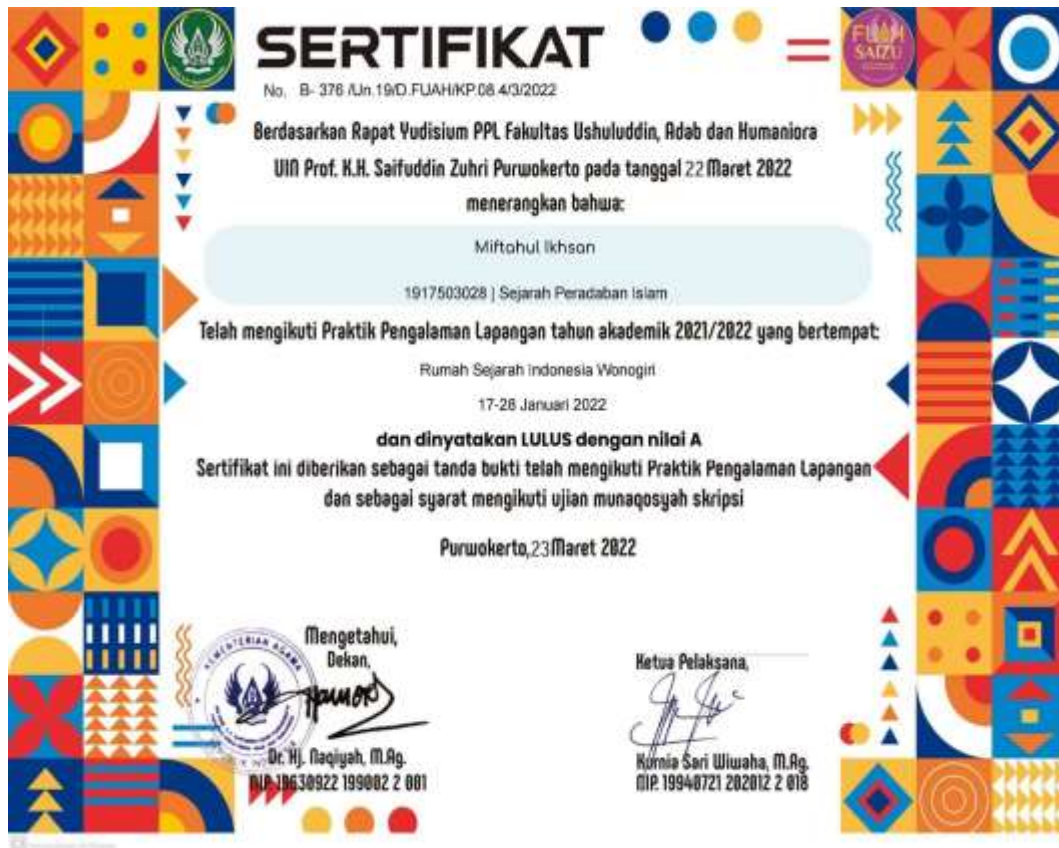 SERTIFIKAT
FUAH
SAIZU
No. B- 376 /Un.19/D.FUAH/KP.08.4/3/2022
Berdasarkan Rapat Yudisium PPL Fakultas Ushuluddin, Adab dan Humaniora
UIN Prof. K.H. Saifuddin Zuhri Purwokerto pada tanggal 22 Maret 2022
menerangkan bahwa:
Miftahul Ikhsan
1917503028 | Sejarah Peradaban Islam
Telah mengikuti Praktik Pengalaman Lapangan tahun akademik 2021/2022 yang bertempat:
Rumah Sejarah Indonesia Wonogiri
17-28 Januari 2022
dan dinyatakan LULUS dengan nilai A
Sertifikat ini diberikan sebagai tanda bukti telah mengikuti Praktik Pengalaman Lapangan
dan sebagai syarat mengikuti ujian munaqosyah skripsi
Purwokerto,23 Maret 2022
Mengetahui,
Dekan,
KEMENTERIAN AGAMA
Dr. Hj. Naqiyah, M.Ag.
NIP. 19630922 199002 2 001
Ketua Pelaksana,
Kurnia Sari Wiwaha, M.Ag.
NIP. 19940721 202012 2 018